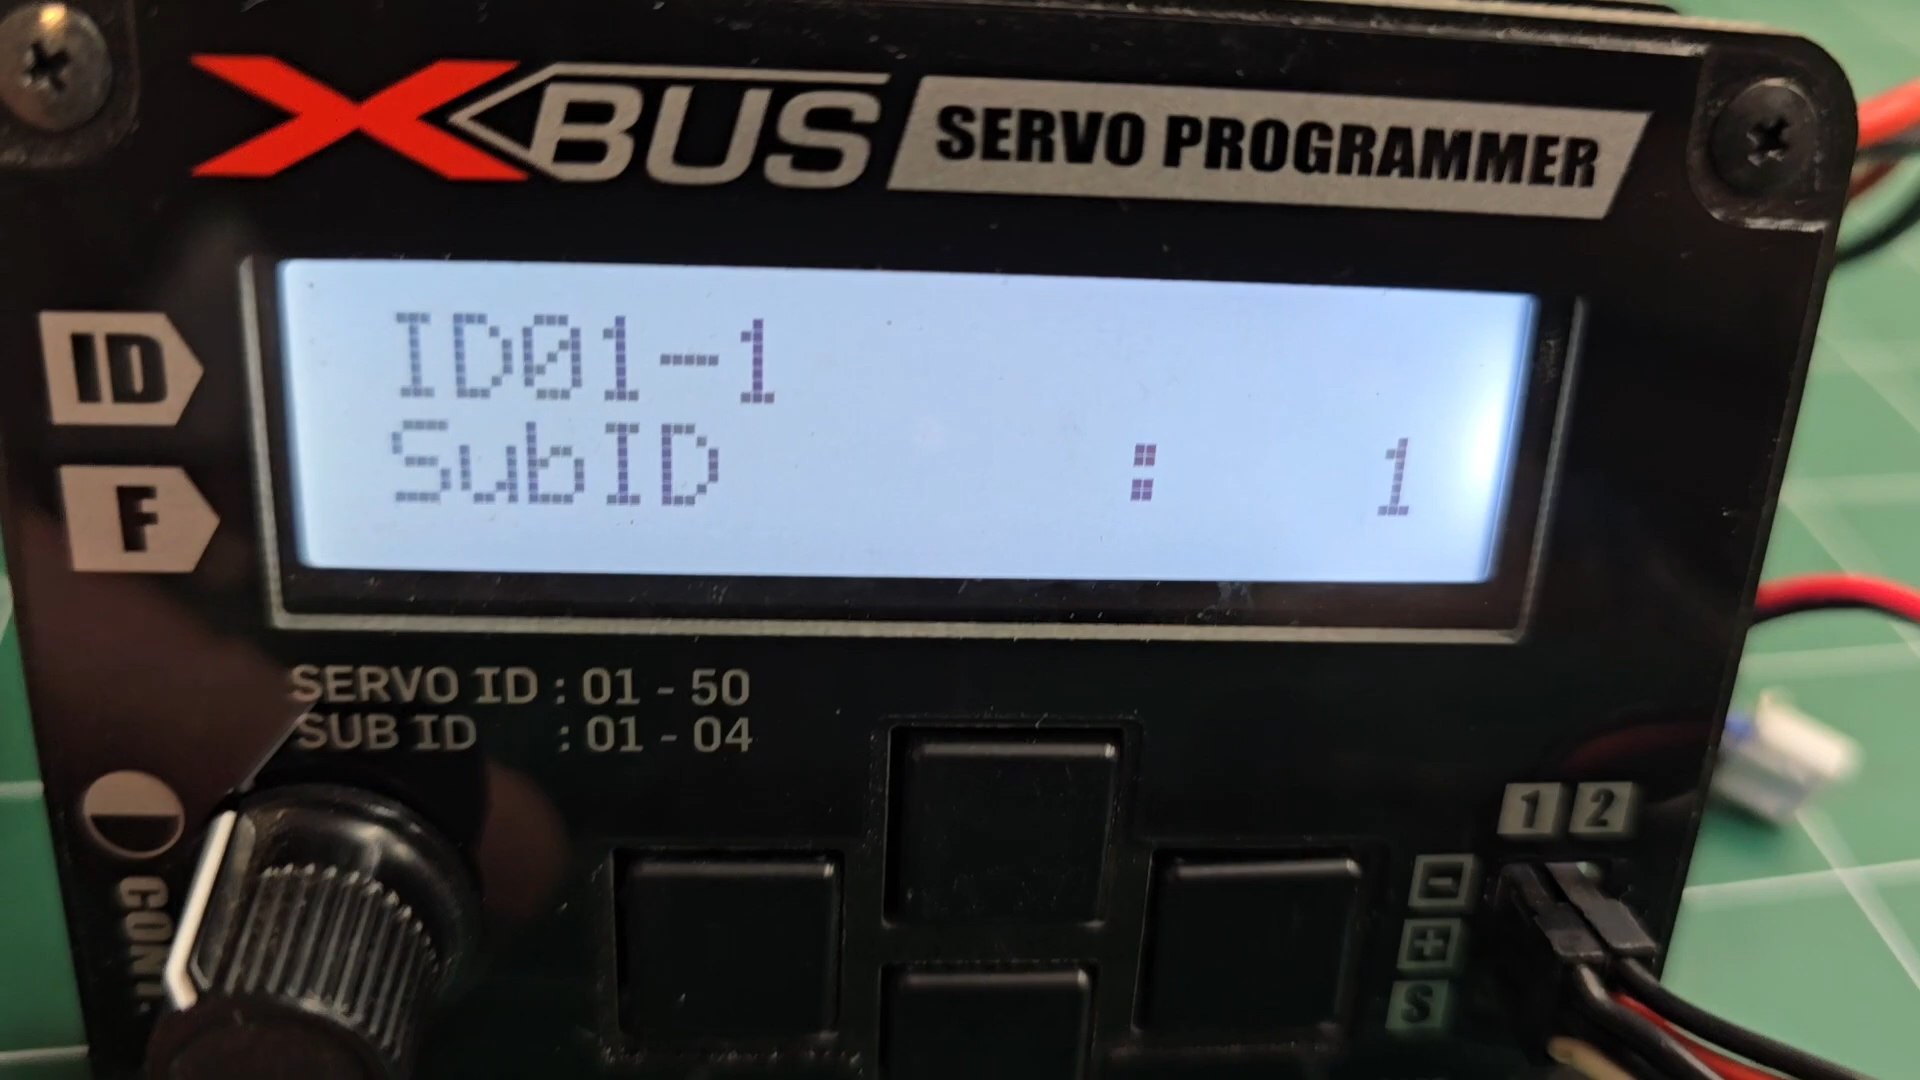 XBUS SERVO PROGRAMMER
ID01-1
SubID : 1
ID
F
SERVO ID : 01 - 50
SUB ID : 01 - 04
CONT.
1 2
-
+
S